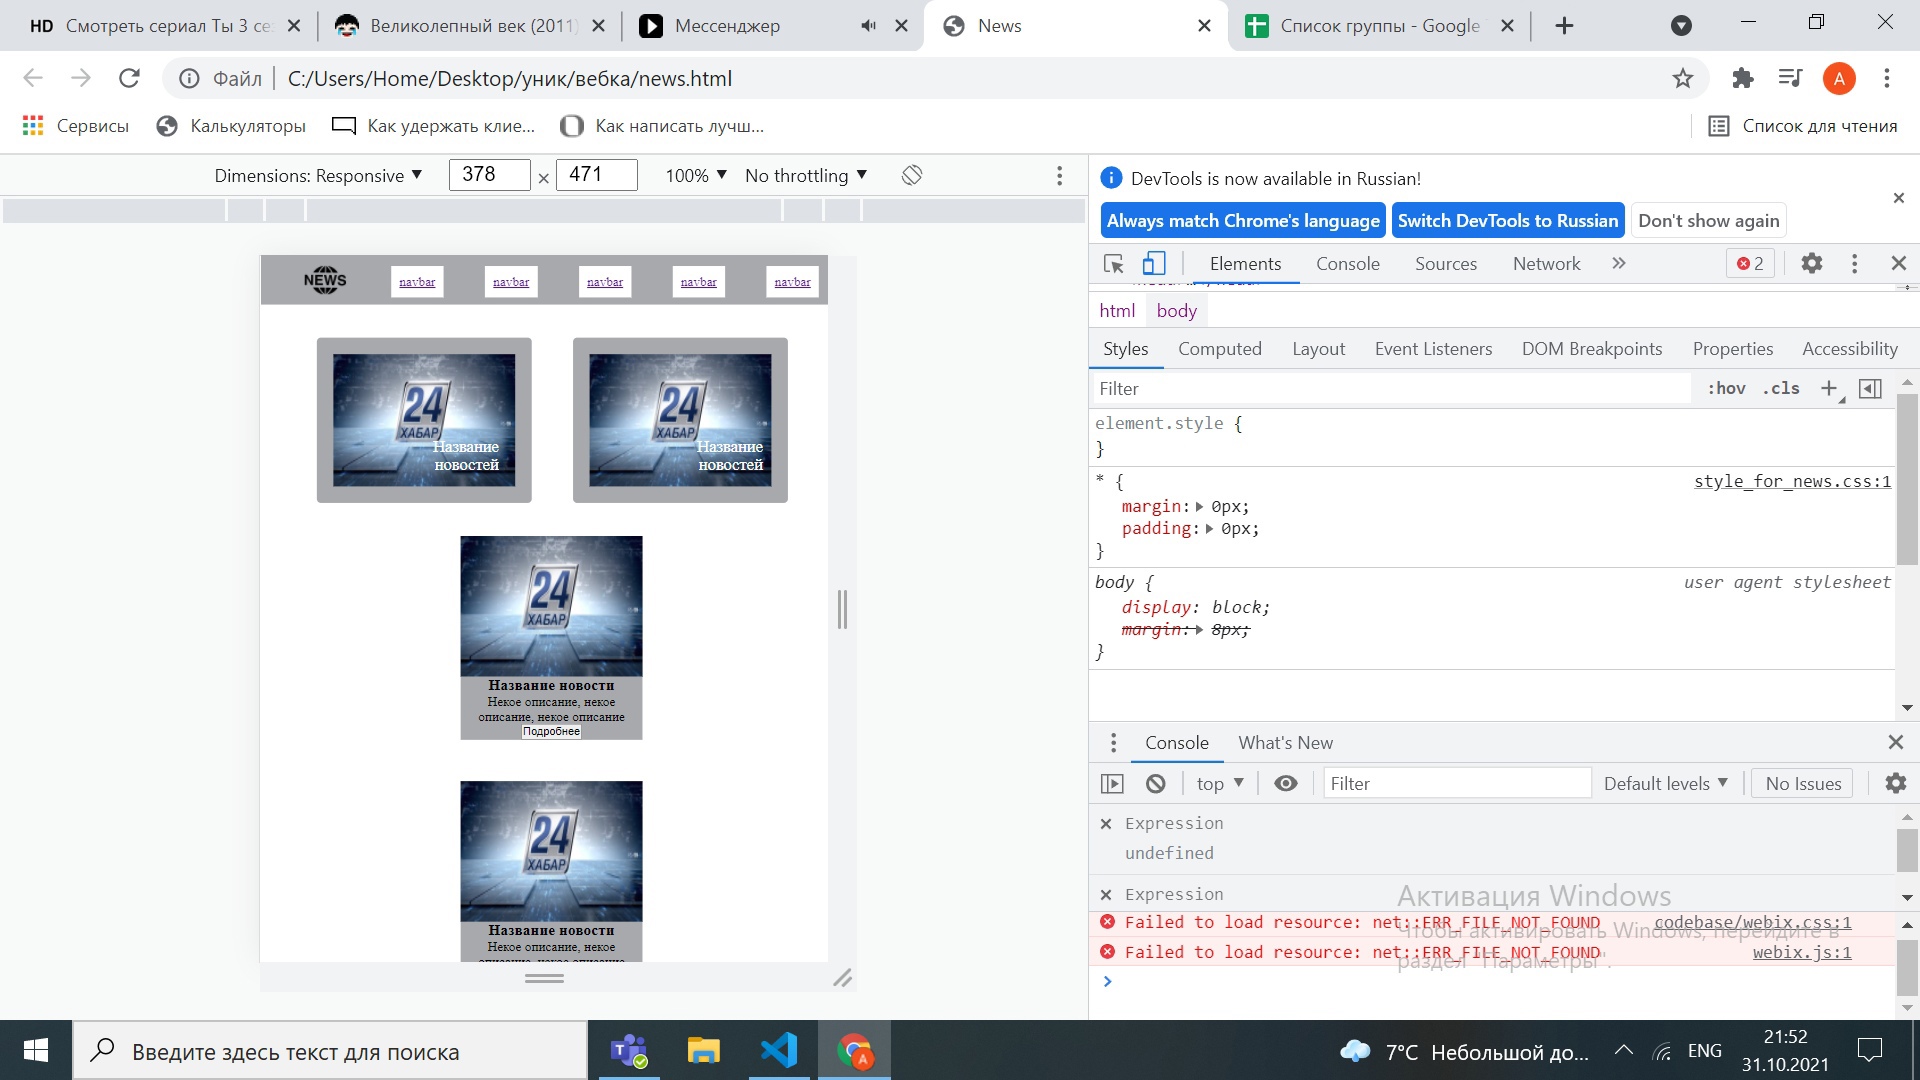 HD Смотреть сериал Ты 3 се
Великолепный век (2011)
Мессенджер
News
Список группы - Google
Файл C:/Users/Home/Desktop/уник/вебка/news.html
A
Сервисы Калькуляторы Как удержать клие... Как написать лучш... Список для чтения
Dimensions: Responsive ▼ 378 × 471 100% ▼ No throttling ▼
DevTools is now available in Russian!
Always match Chrome's language Switch DevTools to Russian Don't show again
Elements Console Sources Network » 2
html body
Styles Computed Layout Event Listeners DOM Breakpoints Properties Accessibility
Filter :hov .cls +
element.style {
}
* { style_for_news.css:1
margin: 0px;
padding: 0px;
}
body { user agent stylesheet
display: block;
margin: 8px;
}
NEWS navbar navbar navbar navbar navbar
24
ХАБАР
Название
новостей
24
ХАБАР
Название
новостей
24
ХАБАР
Название новости
Некое описание, некое
описание, некое описание
Подробнее
24
ХАБАР
Название новости
Некое описание, некое
Console What's New
top ▼ Filter Default levels ▼ No Issues
Expression
undefined
Expression
Failed to load resource: net::ERR_FILE_NOT_FOUND codebase/webix.css:1
Failed to load resource: net::ERR_FILE_NOT_FOUND webix.js:1
Активация Windows
Чтобы активировать Windows, перейдите в
раздел "Параметры".
Введите здесь текст для поиска
7°C Небольшой до... ENG
21:52
31.10.2021